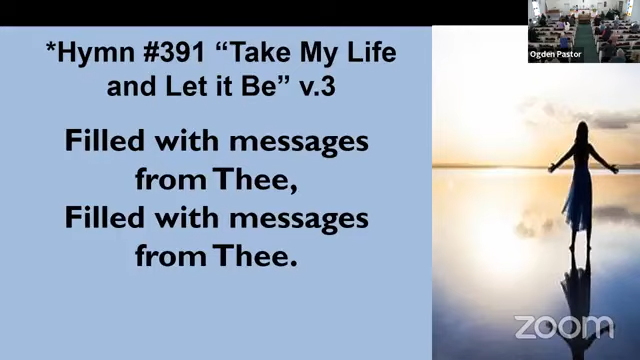 *Hymn #391 “Take My Life
and Let it Be” v.3
Filled with messages
from Thee,
Filled with messages
from Thee.
Ogden Pastor
zoom